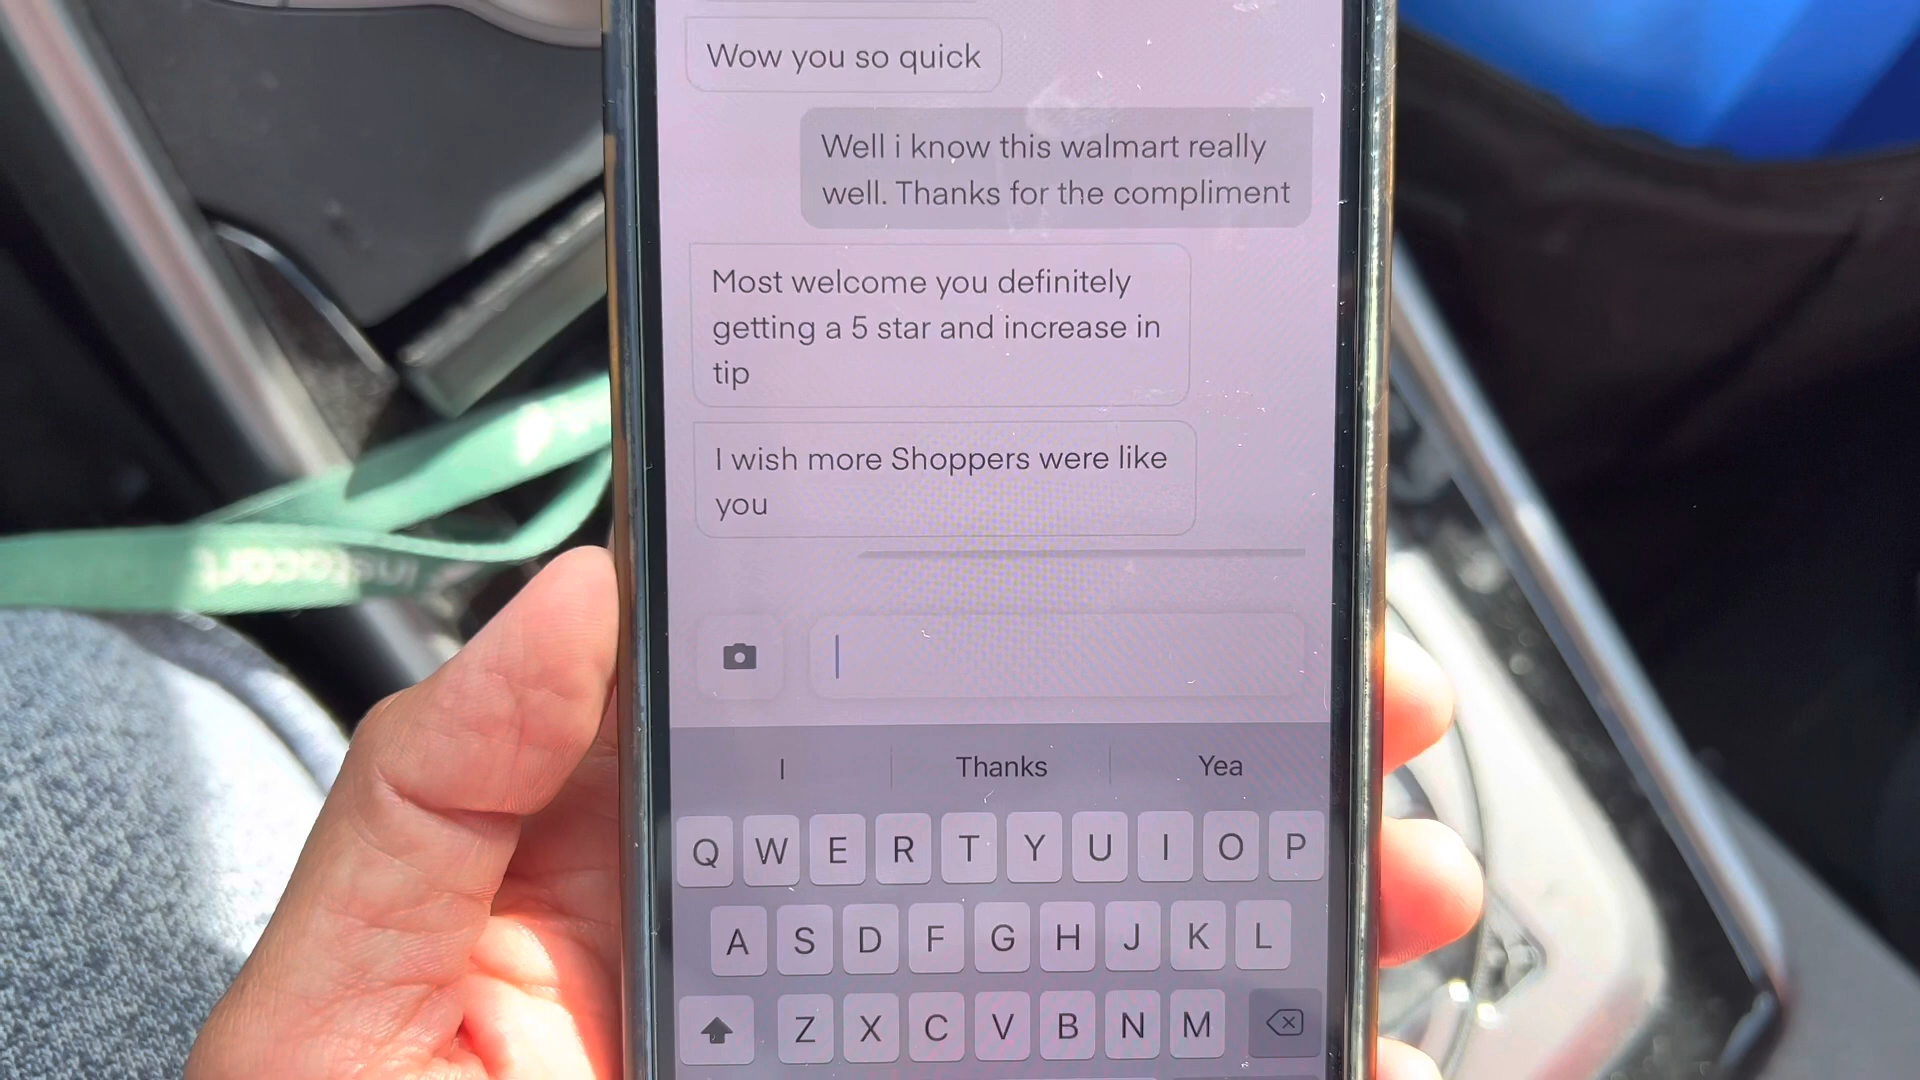 Wow you so quick
Well i know this walmart really
well. Thanks for the compliment
Most welcome you definitely
getting a 5 star and increase in
tip
I wish more Shoppers were like
you
instacart
I Thanks Yea
Q W E R T Y U I O P
A S D F G H J K L
Z X C V B N M